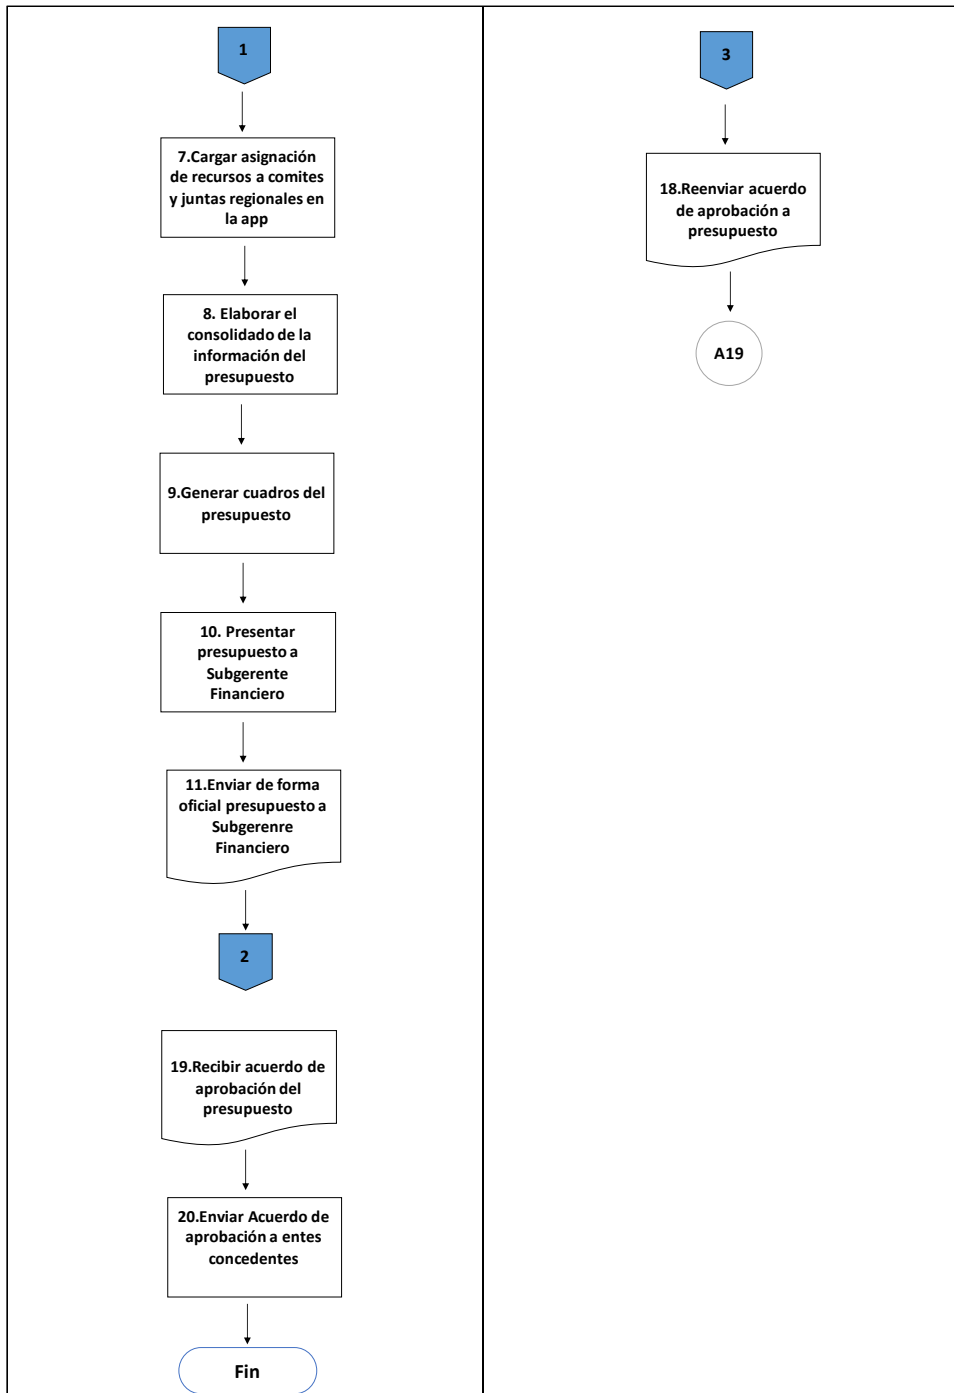 1
7.Cargar asignación
de recursos a comites
y juntas regionales en
la app
8. Elaborar el
consolidado de la
información del
presupuesto
9.Generar cuadros del
presupuesto
10. Presentar
presupuesto a
Subgerente
Financiero
11.Enviar de forma
oficial presupuesto a
Subgerenre
Financiero
2
19.Recibir acuerdo de
aprobación del
presupuesto
20.Enviar Acuerdo de
aprobación a entes
concedentes
Fin
3
18.Reenviar acuerdo
de aprobación a
presupuesto
A19